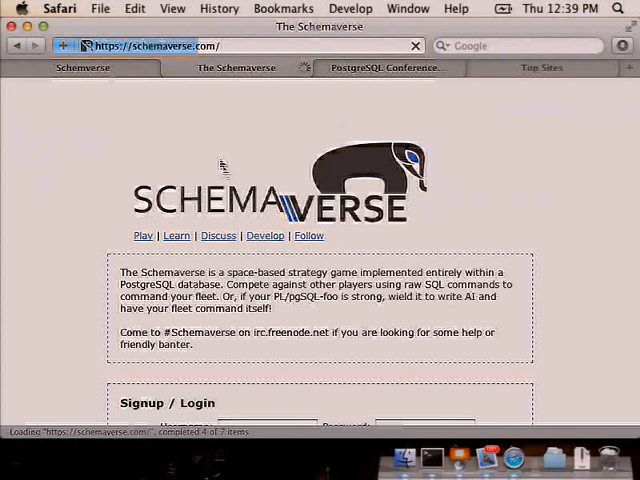 Safari File Edit View History Bookmarks Develop Window Help Thu 12:39 PM
The Schemaverse
https://schemaverse.com/ Google
Schemverse The Schemaverse PostgreSQL Conference... Top Sites
SCHEMAVERSE
Play | Learn | Discuss | Develop | Follow
The Schemaverse is a space-based strategy game implemented entirely within a
PostgreSQL database. Compete against other players using raw SQL commands to
command your fleet. Or, if your PL/pgSQL-foo is strong, wield it to write AI and
have your fleet command itself!
Come to #Schemaverse on irc.freenode.net if you are looking for some help or
friendly banter.
Signup / Login
Username: Password:
Loading "https://schemaverse.com/", completed 4 of 7 items